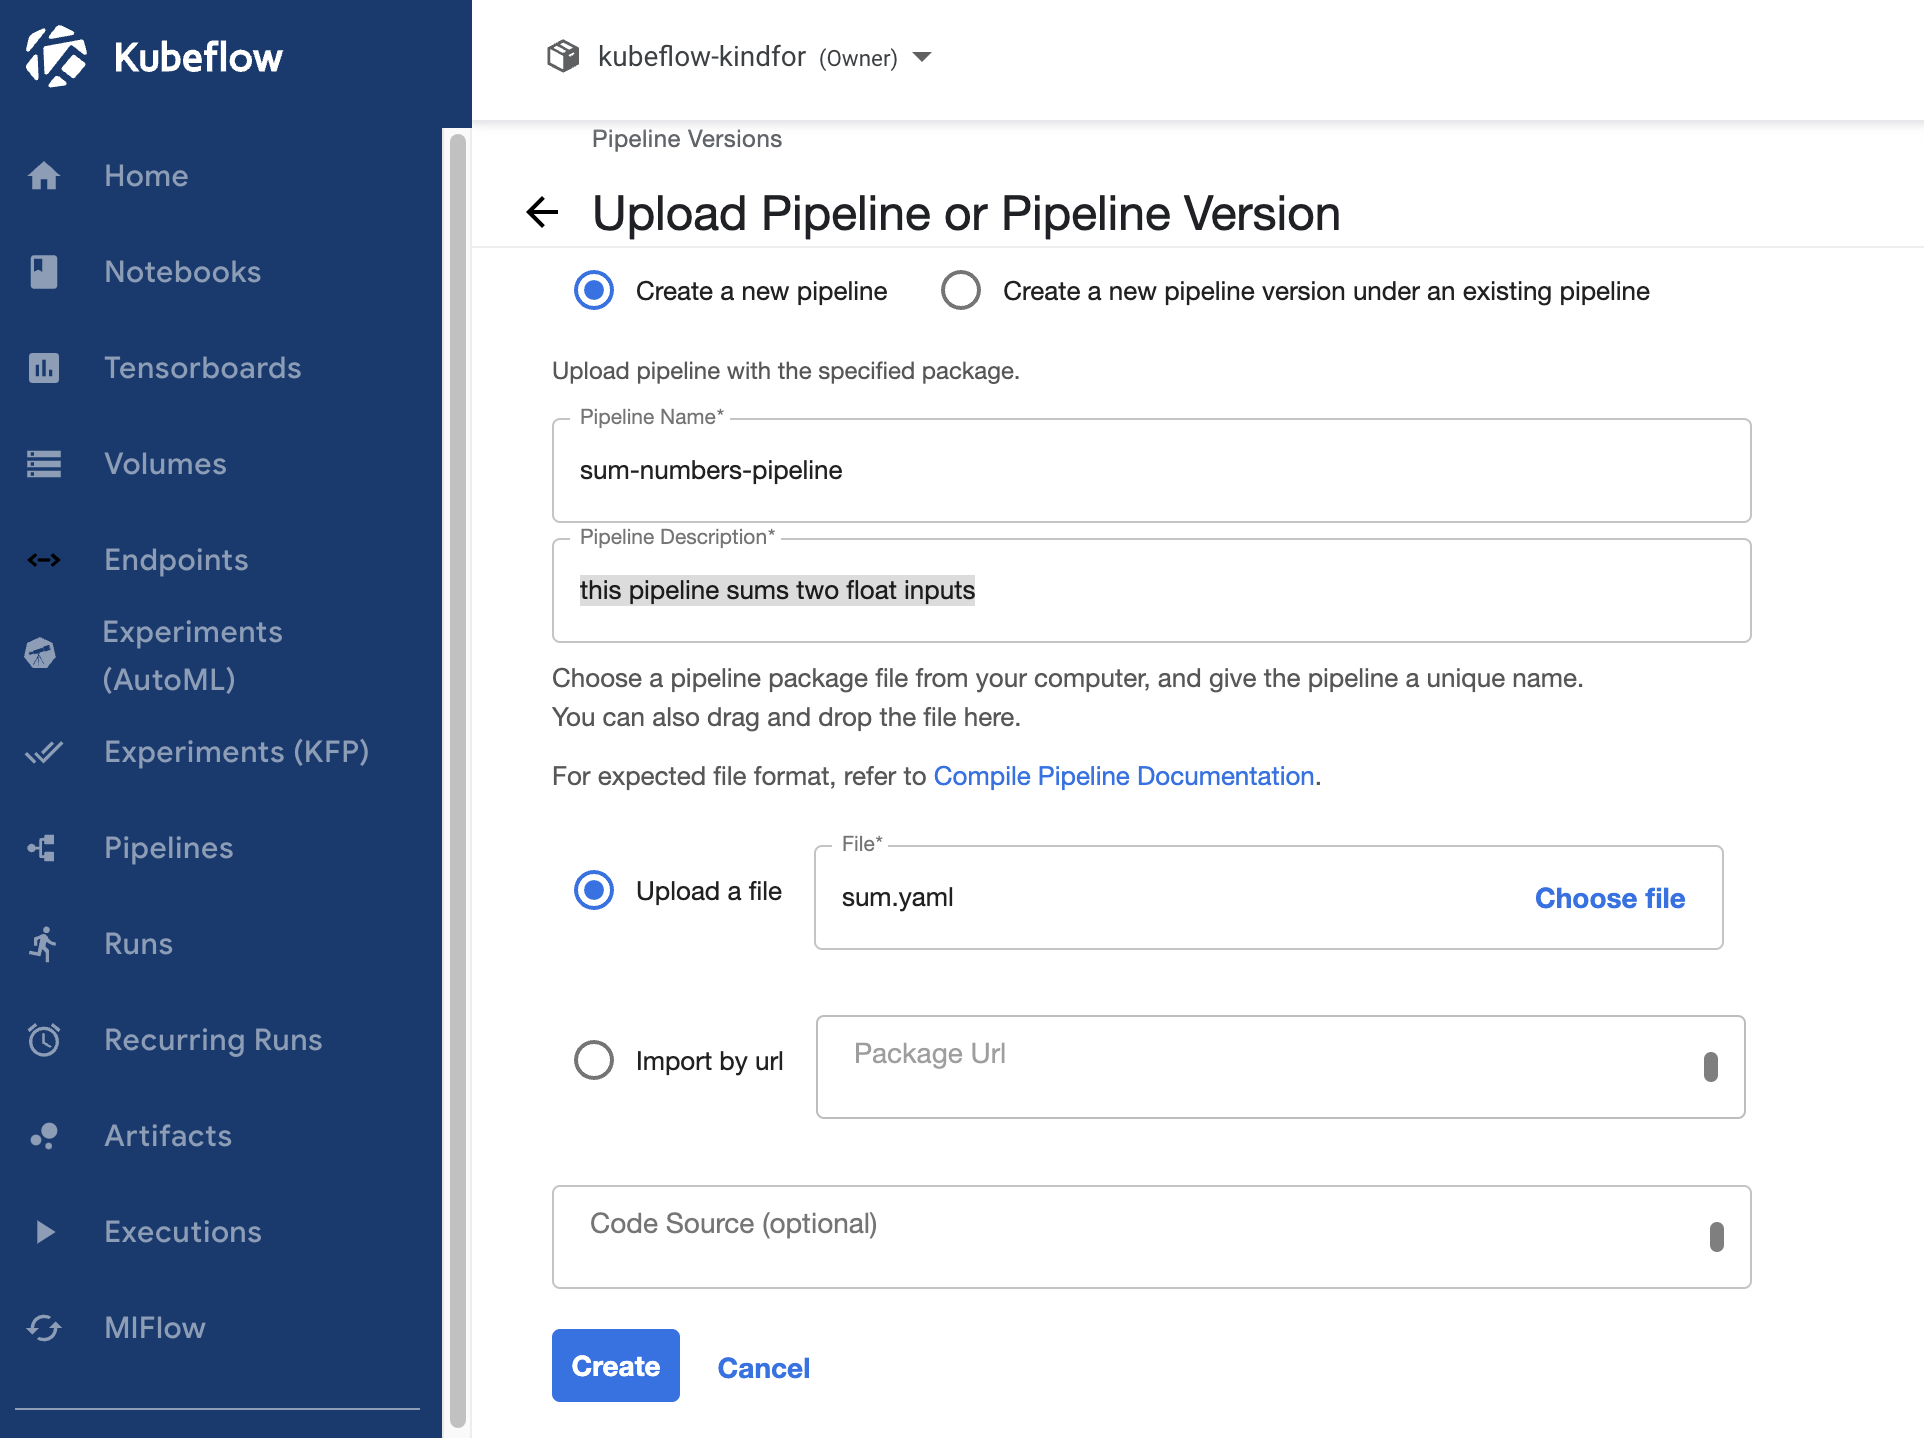 Kubeflow
kubeflow-kindfor (Owner)
Home
Notebooks
Tensorboards
Volumes
Endpoints
Experiments
(AutoML)
Experiments (KFP)
Pipelines
Runs
Recurring Runs
Artifacts
Executions
MlFlow
Pipeline Versions
Upload Pipeline or Pipeline Version
Create a new pipeline
Create a new pipeline version under an existing pipeline
Upload pipeline with the specified package.
Pipeline Name*
sum-numbers-pipeline
Pipeline Description*
this pipeline sums two float inputs
Choose a pipeline package file from your computer, and give the pipeline a unique name.
You can also drag and drop the file here.
For expected file format, refer to Compile Pipeline Documentation.
Upload a file
File*
sum.yaml
Choose file
Import by url
Package Url
Code Source (optional)
Create
Cancel